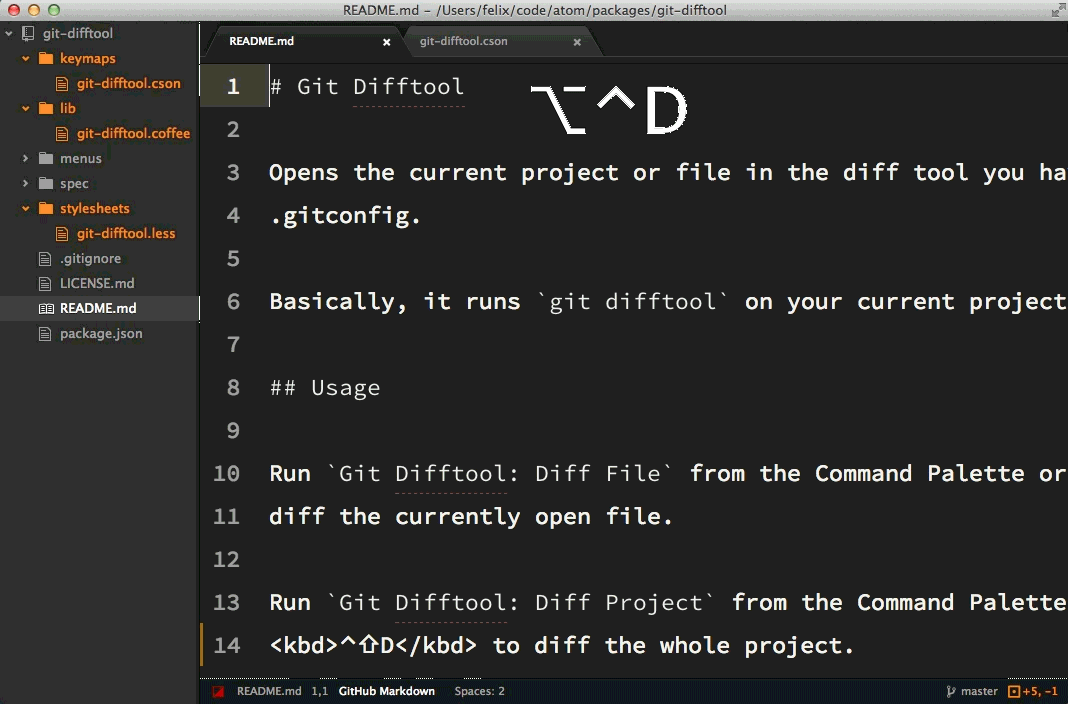 README.md - /Users/felix/code/atom/packages/git-difftool
git-difftool
keymaps
git-difftool.cson
lib
git-difftool.coffee
menus
spec
stylesheets
git-difftool.less
.gitignore
LICENSE.md
README.md
package.json
README.md
git-difftool.cson
⌥^D
1 # Git Difftool
2
3 Opens the current project or file in the diff tool you ha
4 .gitconfig.
5
6 Basically, it runs `git difftool` on your current project
7
8 ## Usage
9
10 Run `Git Difftool: Diff File` from the Command Palette or
11 diff the currently open file.
12
13 Run `Git Difftool: Diff Project` from the Command Palette
14 <kbd>^⇧D</kbd> to diff the whole project.
README.md 1,1 GitHub Markdown Spaces: 2 master +5, -1